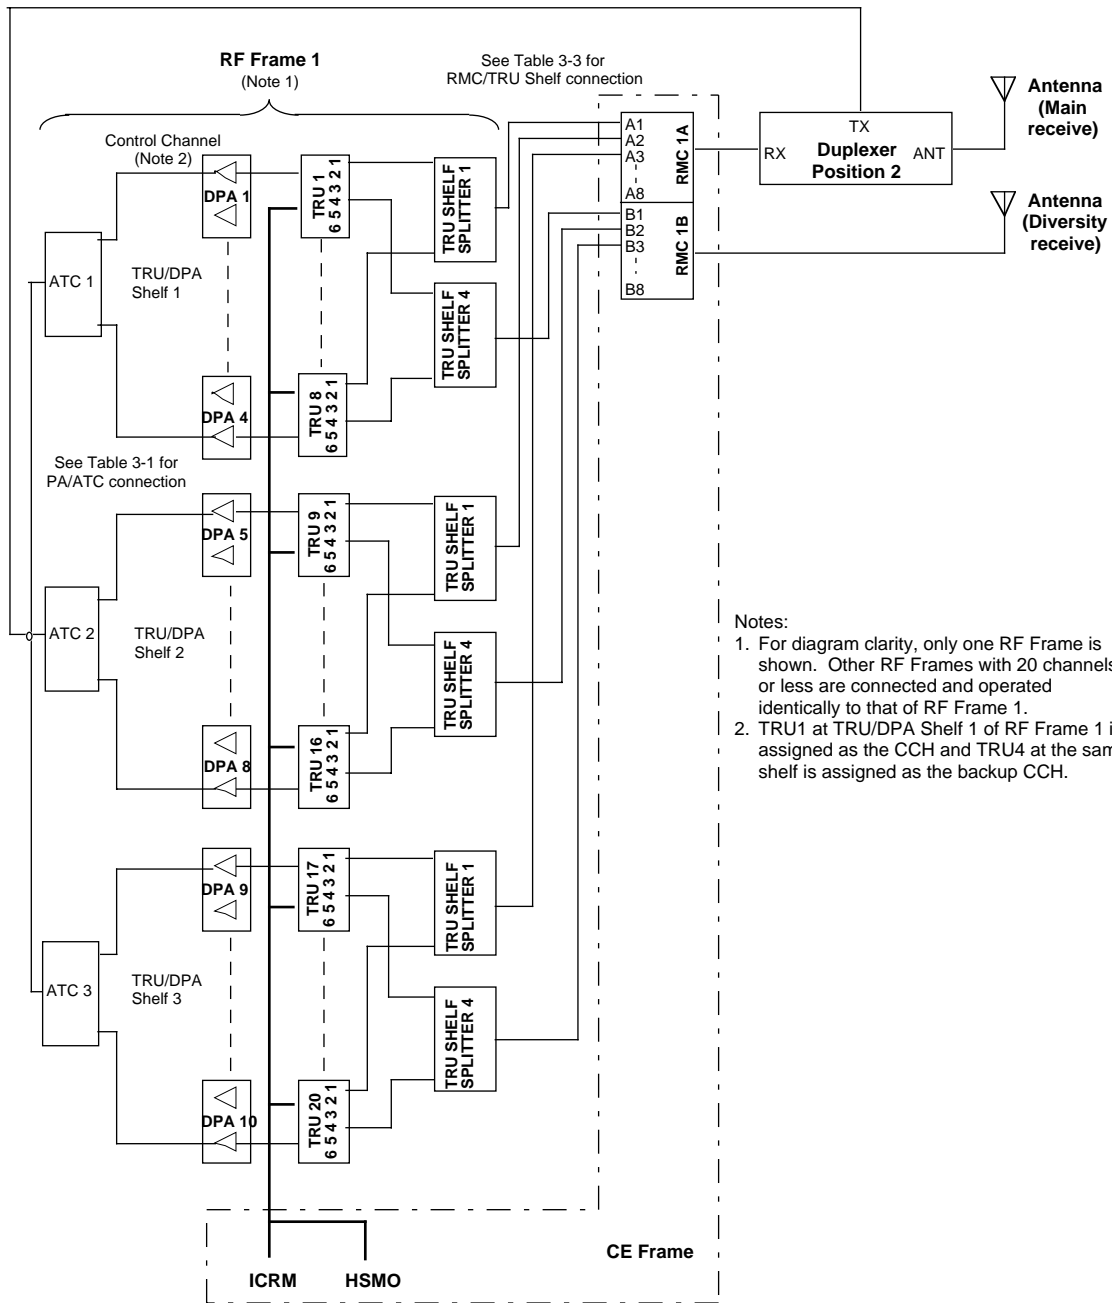 RF Frame 1
(Note 1)
See Table 3-3 for
RMC/TRU Shelf connection
Antenna
(Main
receive)
Control Channel
(Note 2)
A1
A2
A3
A8
RMC 1A
TX
RX
Duplexer
Position 2
ANT
B1
B2
B3
B8
RMC 1B
Antenna
(Diversity
receive)
DPA 1
TRU 1
6 5 4 3 2 1
TRU SHELF
SPLITTER 1
ATC 1
TRU/DPA
Shelf 1
TRU SHELF
SPLITTER 4
DPA 4
TRU 8
6 5 4 3 2 1
See Table 3-1 for
PA/ATC connection
DPA 5
TRU 9
6 5 4 3 2 1
TRU SHELF
SPLITTER 1
ATC 2
TRU/DPA
Shelf 2
TRU SHELF
SPLITTER 4
DPA 8
TRU 16
6 5 4 3 2 1
Notes:
1. For diagram clarity, only one RF Frame is
shown. Other RF Frames with 20 channels
or less are connected and operated
identically to that of RF Frame 1.
2. TRU1 at TRU/DPA Shelf 1 of RF Frame 1 i
assigned as the CCH and TRU4 at the sam
shelf is assigned as the backup CCH.
DPA 9
TRU 17
6 5 4 3 2 1
TRU SHELF
SPLITTER 1
ATC 3
TRU/DPA
Shelf 3
TRU SHELF
SPLITTER 4
DPA 10
TRU 20
6 5 4 3 2 1
CE Frame
ICRM
HSMO